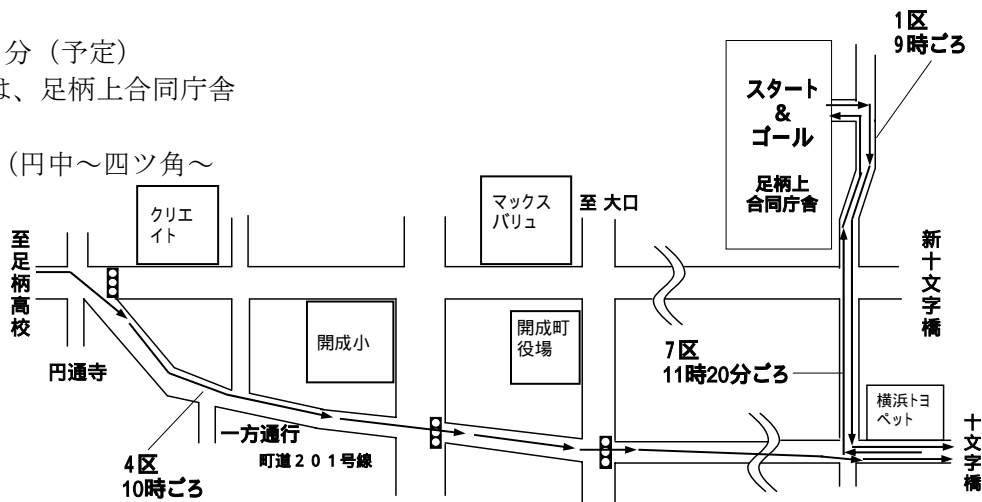 分（予定）
は、足柄上合同庁舎
（円中～四ツ角～
1区
9時ごろ
スタート
&
ゴール
足柄上
合同庁舎
クリエ
イト
マックス
バリュ
至 大口
至足柄高校
新十文字橋
開成小
開成町
役場
円通寺
7区
11時20分ごろ
横浜トヨ
ペット
一方通行
町道２０１号線
4区
10時ごろ
十文字橋